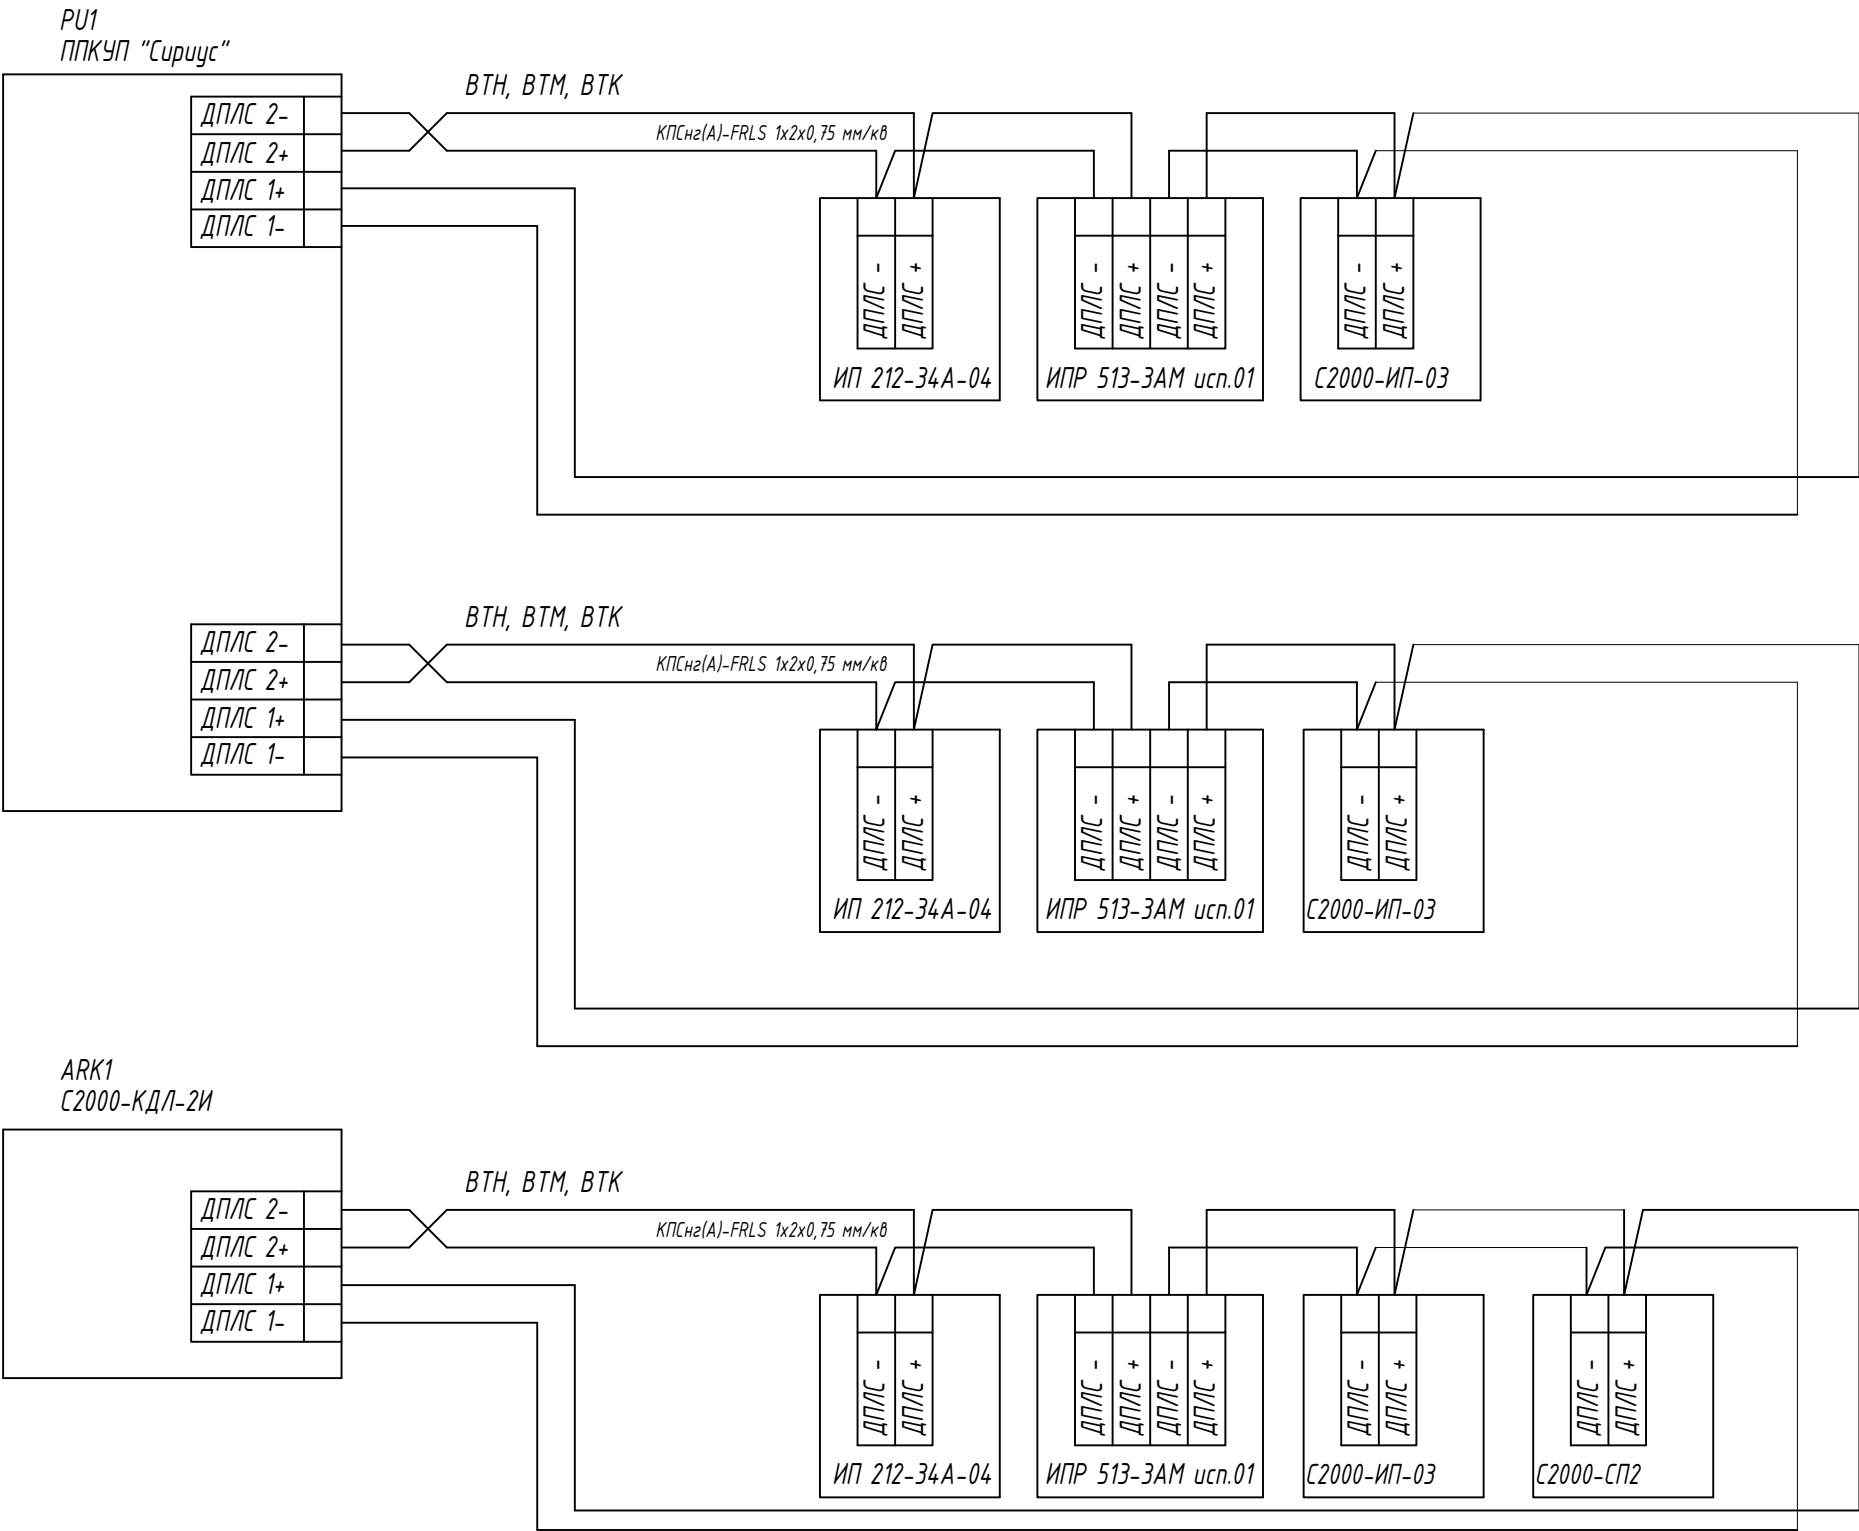 PU1
ППКУП "Сириус"
ДПЛС 2-
ДПЛС 2+
ДПЛС 1+
ДПЛС 1-
ВТН, ВТМ, ВТК
КПСнг(А)-FRLS 1х2х0,75 мм/кв
ДПЛС -
ДПЛС +
ИП 212-34А-04
ДПЛС -
ДПЛС +
ДПЛС -
ДПЛС +
ИПР 513-3АМ исп.01
ДПЛС -
ДПЛС +
С2000-ИП-03
ДПЛС 2-
ДПЛС 2+
ДПЛС 1+
ДПЛС 1-
ВТН, ВТМ, ВТК
КПСнг(А)-FRLS 1х2х0,75 мм/кв
ДПЛС -
ДПЛС +
ИП 212-34А-04
ДПЛС -
ДПЛС +
ДПЛС -
ДПЛС +
ИПР 513-3АМ исп.01
ДПЛС -
ДПЛС +
С2000-ИП-03
ARK1
С2000-КДЛ-2И
ДПЛС 2-
ДПЛС 2+
ДПЛС 1+
ДПЛС 1-
ВТН, ВТМ, ВТК
КПСнг(А)-FRLS 1х2х0,75 мм/кв
ДПЛС -
ДПЛС +
ИП 212-34А-04
ДПЛС -
ДПЛС +
ДПЛС -
ДПЛС +
ИПР 513-3АМ исп.01
ДПЛС -
ДПЛС +
С2000-ИП-03
ДПЛС -
ДПЛС +
С2000-СП2